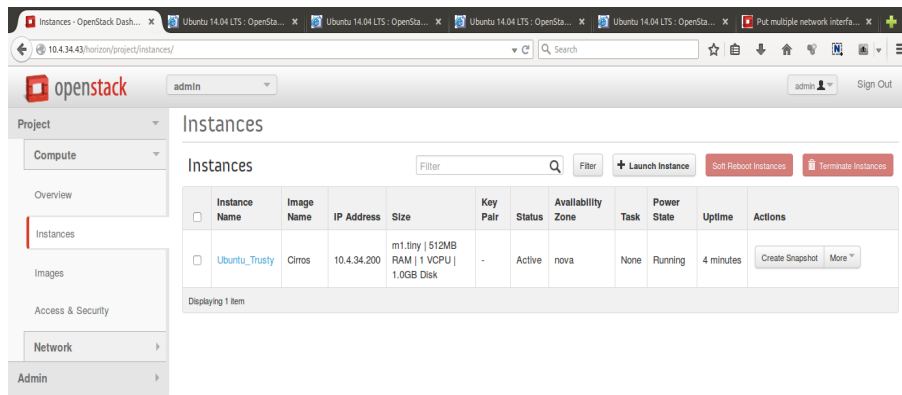 Instances - OpenStack Dash... Ubuntu 14.04 LTS : OpenSta... Ubuntu 14.04 LTS : OpenSta... Ubuntu 14.04 LTS : OpenSta... Ubuntu 14.04 LTS : OpenSta... Put multiple network interfa...
10.4.34.43/horizon/project/instances/ Search
openstack admin admin Sign Out
Project
Compute
Overview
Instances
Images
Access & Security
Network
Admin
Instances
Instances Filter Filter + Launch Instance Soft Reboot Instances Terminate Instances
Instance Name Image Name IP Address Size Key Pair Status Availability Zone Task Power State Uptime Actions
Ubuntu_Trusty Cirros 10.4.34.200 m1.tiny | 512MB RAM | 1 VCPU | 1.0GB Disk - Active nova None Running 4 minutes Create Snapshot More
Displaying 1 item